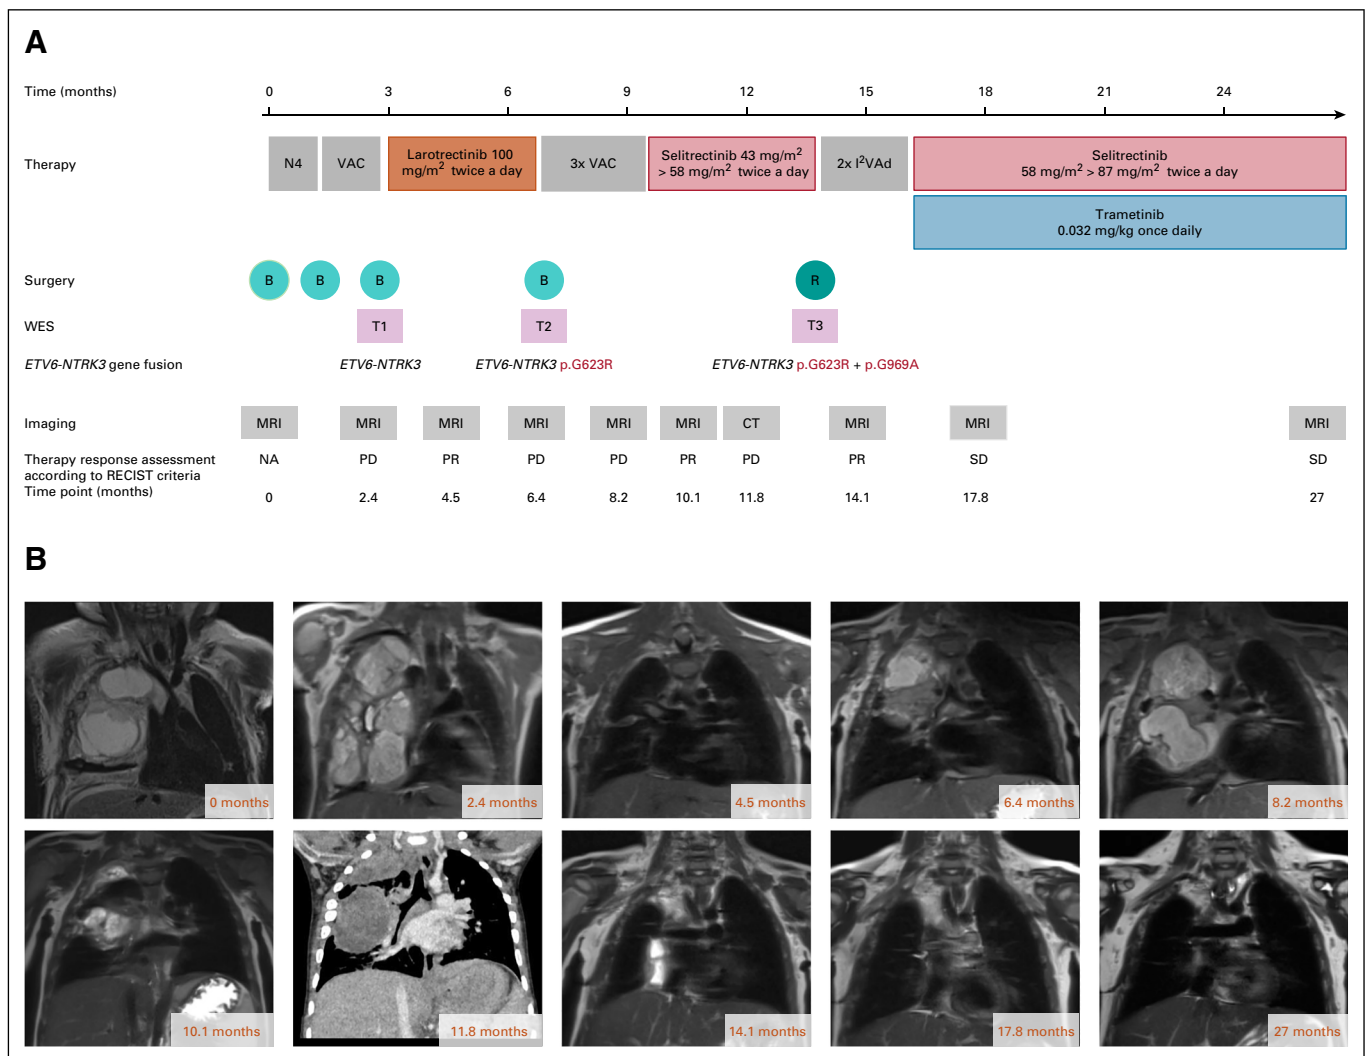 A
Time (months) 0 3 6 9 12 15 18 21 24
Therapy
N4
VAC
Larotrectinib 100
mg/m² twice a day
3x VAC
Selitrectinib 43 mg/m²
> 58 mg/m² twice a day
2x I²VAd
Selitrectinib
58 mg/m² > 87 mg/m² twice a day
Trametinib
0.032 mg/kg once daily
Surgery B B B B R
WES T1 T2 T3
ETV6-NTRK3 gene fusion ETV6-NTRK3 ETV6-NTRK3 p.G623R ETV6-NTRK3 p.G623R + p.G969A
Imaging MRI MRI MRI MRI MRI MRI CT MRI MRI MRI
Therapy response assessment NA PD PR PD PD PR PD PR SD SD
according to RECIST criteria
Time point (months) 0 2.4 4.5 6.4 8.2 10.1 11.8 14.1 17.8 27
B
0 months 2.4 months 4.5 months 6.4 months 8.2 months
10.1 months 11.8 months 14.1 months 17.8 months 27 months